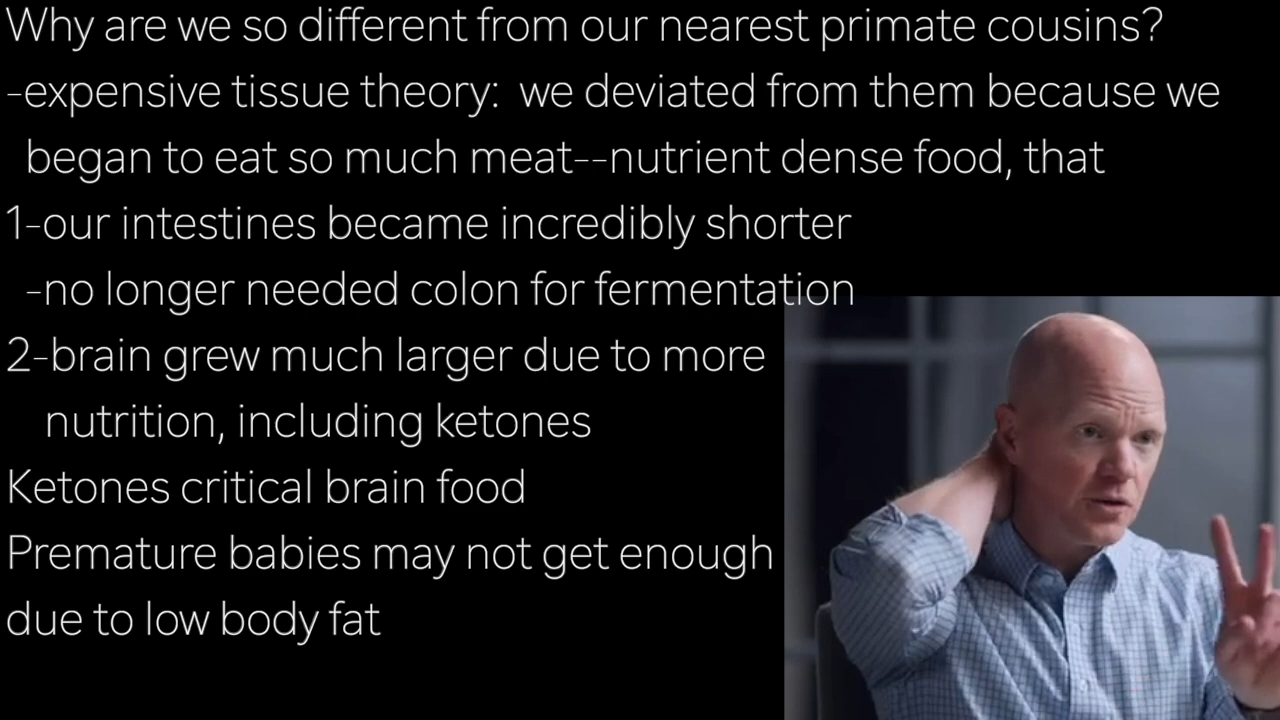 Why are we so different from our nearest primate cousins?
-expensive tissue theory: we deviated from them because we
began to eat so much meat--nutrient dense food, that
1-our intestines became incredibly shorter
-no longer needed colon for fermentation
2-brain grew much larger due to more
nutrition, including ketones
Ketones critical brain food
Premature babies may not get enough
due to low body fat